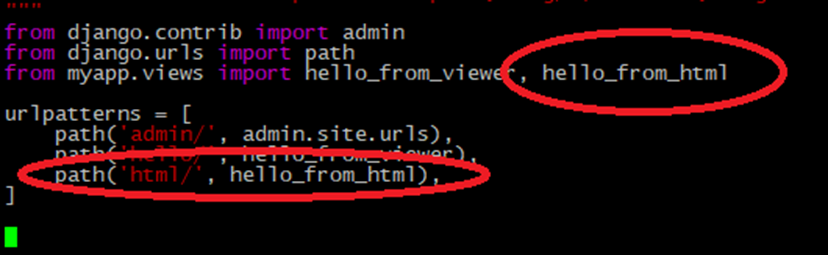 """
from django.contrib import admin
from django.urls import path
from myapp.views import hello_from_viewer, hello_from_html
urlpatterns = [
path('admin/', admin.site.urls),
path('hello/', hello_from_viewer),
path('html/', hello_from_html),
]